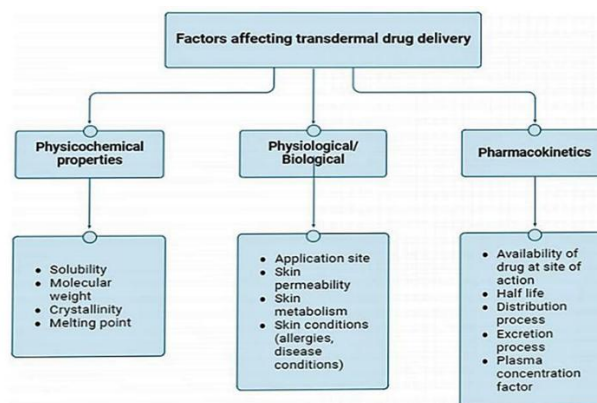 Factors affecting transdermal drug delivery
Physicochemical
properties
Physiological/
Biological
Pharmacokinetics
• Solubility
• Molecular
weight
• Crystallinity
• Melting point
• Application site
• Skin
permeability
• Skin
metabolism
• Skin conditions
(allergies,
disease
conditions)
• Availability of
drug at site of
action
• Half life
• Distribution
process
• Excretion
process
• Plasma
concentration
factor